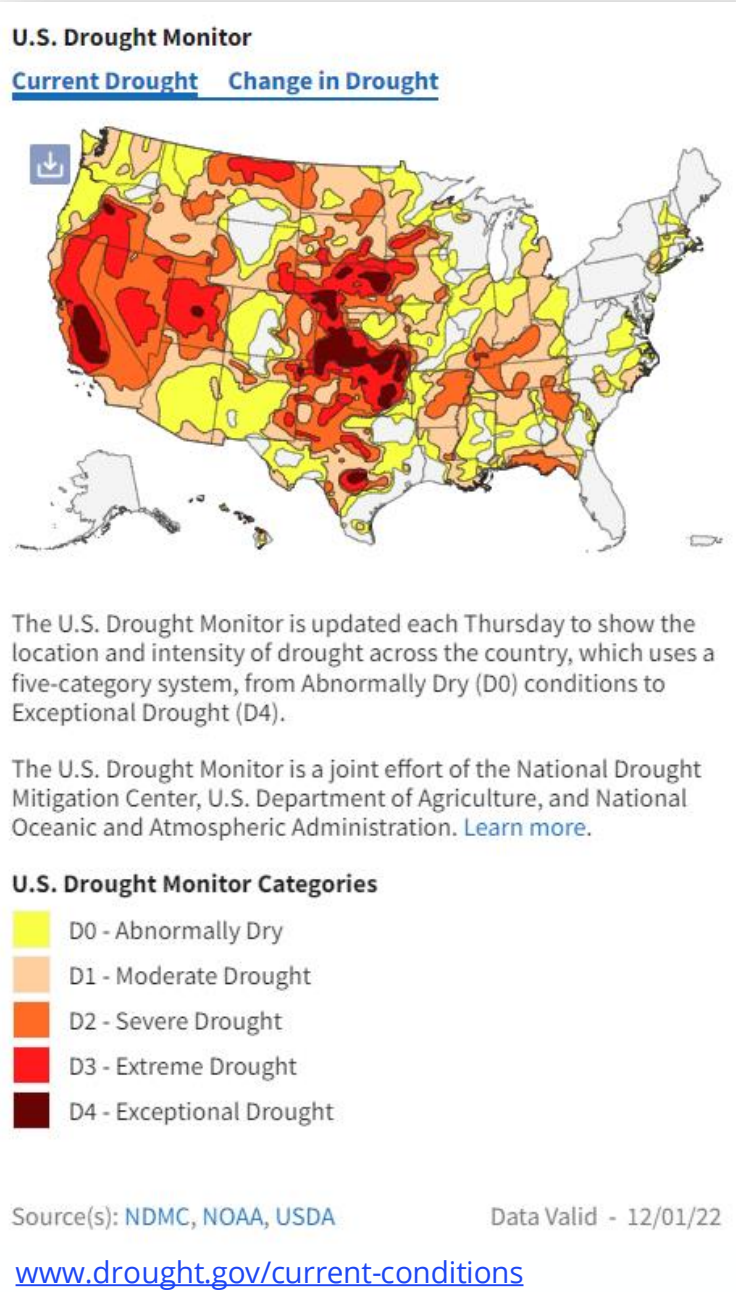 U.S. Drought Monitor
Current Drought Change in Drought
The U.S. Drought Monitor is updated each Thursday to show the
location and intensity of drought across the country, which uses a
five-category system, from Abnormally Dry (D0) conditions to
Exceptional Drought (D4).
The U.S. Drought Monitor is a joint effort of the National Drought
Mitigation Center, U.S. Department of Agriculture, and National
Oceanic and Atmospheric Administration. Learn more.
U.S. Drought Monitor Categories
D0 - Abnormally Dry
D1 - Moderate Drought
D2 - Severe Drought
D3 - Extreme Drought
D4 - Exceptional Drought
Source(s): NDMC, NOAA, USDA Data Valid - 12/01/22
www.drought.gov/current-conditions